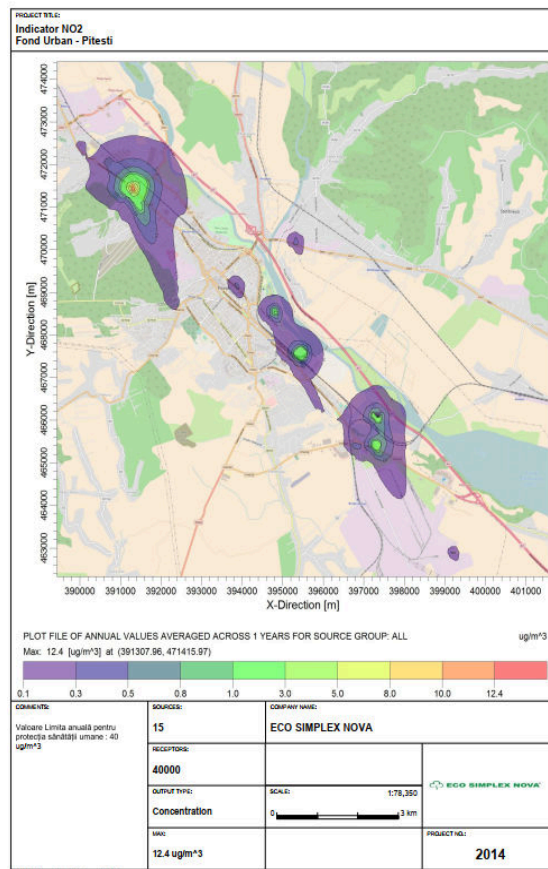 PROJECT TITLE:
Indicator NO2
Fond Urban - Pitesti
Y-Direction [m]
474000
473000
472000
471000
470000
469000
468000
467000
466000
465000
464000
463000
390000 391000 392000 393000 394000 395000 396000 397000 398000 399000 400000 401000
X-Direction [m]
PLOT FILE OF ANNUAL VALUES AVERAGED ACROSS 1 YEARS FOR SOURCE GROUP: ALL ug/m^3
Max: 12.4 [ug/m^3] at (391307.96, 471415.97)
0.1 0.3 0.5 0.8 1.0 3.0 5.0 8.0 10.0 12.4
COMMENTS:
Valoare Limita anuală pentru
protecția sănătății umane : 40
ug/m^3
SOURCES:
15
COMPANY NAME:
ECO SIMPLEX NOVA
RECEPTORS:
40000
OUTPUT TYPE:
Concentration
SCALE: 1:78,350
0 3 km
ECO SIMPLEX NOVA
MAX:
12.4 ug/m^3
PROJECT NO.:
2014